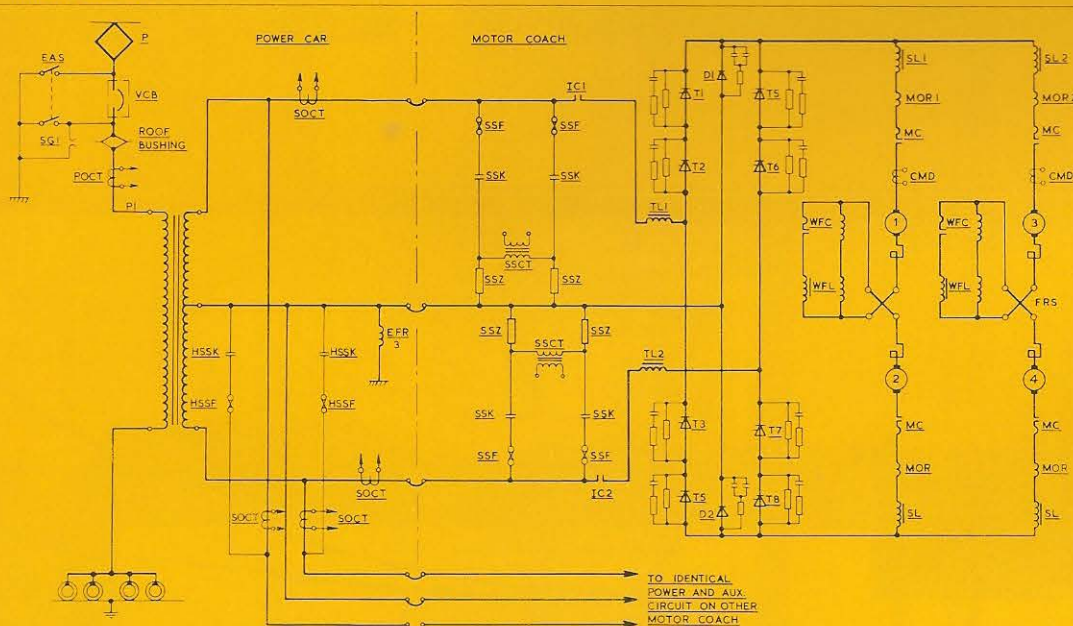 POWER CAR
MOTOR COACH
P
EAS
VCB
SG1
ROOF
BUSHING
POCT
P1
SOCT
SSF
SSF
SSK
SSK
SSCT
SSZ
SSZ
IC1
TL1
T1
T2
D1
T5
T6
SL1
MOR1
MC
CMD
1
WFC
WFL
2
MC
MOR
SL
SL2
MOR2
MC
CMD
3
WFC
WFL
FRS
4
MC
MOR
SL
HSSK
HSSF
HSSK
HSSF
EFR
3
SSZ
SSZ
SSCT
SSK
SSK
SSF
SSF
TL2
IC2
T3
T5
D2
T7
T8
SOCT
SOCT
SOCT
TO IDENTICAL
POWER AND AUX.
CIRCUIT ON OTHER
MOTOR COACH